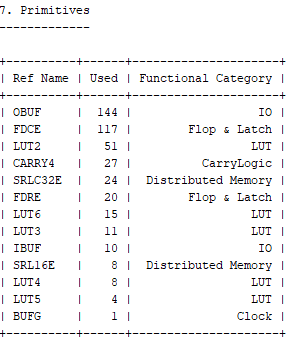 7. Primitives
-------------
+----------+------+---------------------+
| Ref Name | Used | Functional Category |
+----------+------+---------------------+
| OBUF     |  144 |                  IO |
| FDCE     |  117 |        Flop & Latch |
| LUT2     |   51 |                 LUT |
| CARRY4   |   27 |          CarryLogic |
| SRLC32E  |   24 |  Distributed Memory |
| FDRE     |   20 |        Flop & Latch |
| LUT6     |   15 |                 LUT |
| LUT3     |   11 |                 LUT |
| IBUF     |   10 |                  IO |
| SRL16E   |    8 |  Distributed Memory |
| LUT4     |    8 |                 LUT |
| LUT5     |    4 |                 LUT |
| BUFG     |    1 |               Clock |
+----------+------+---------------------+